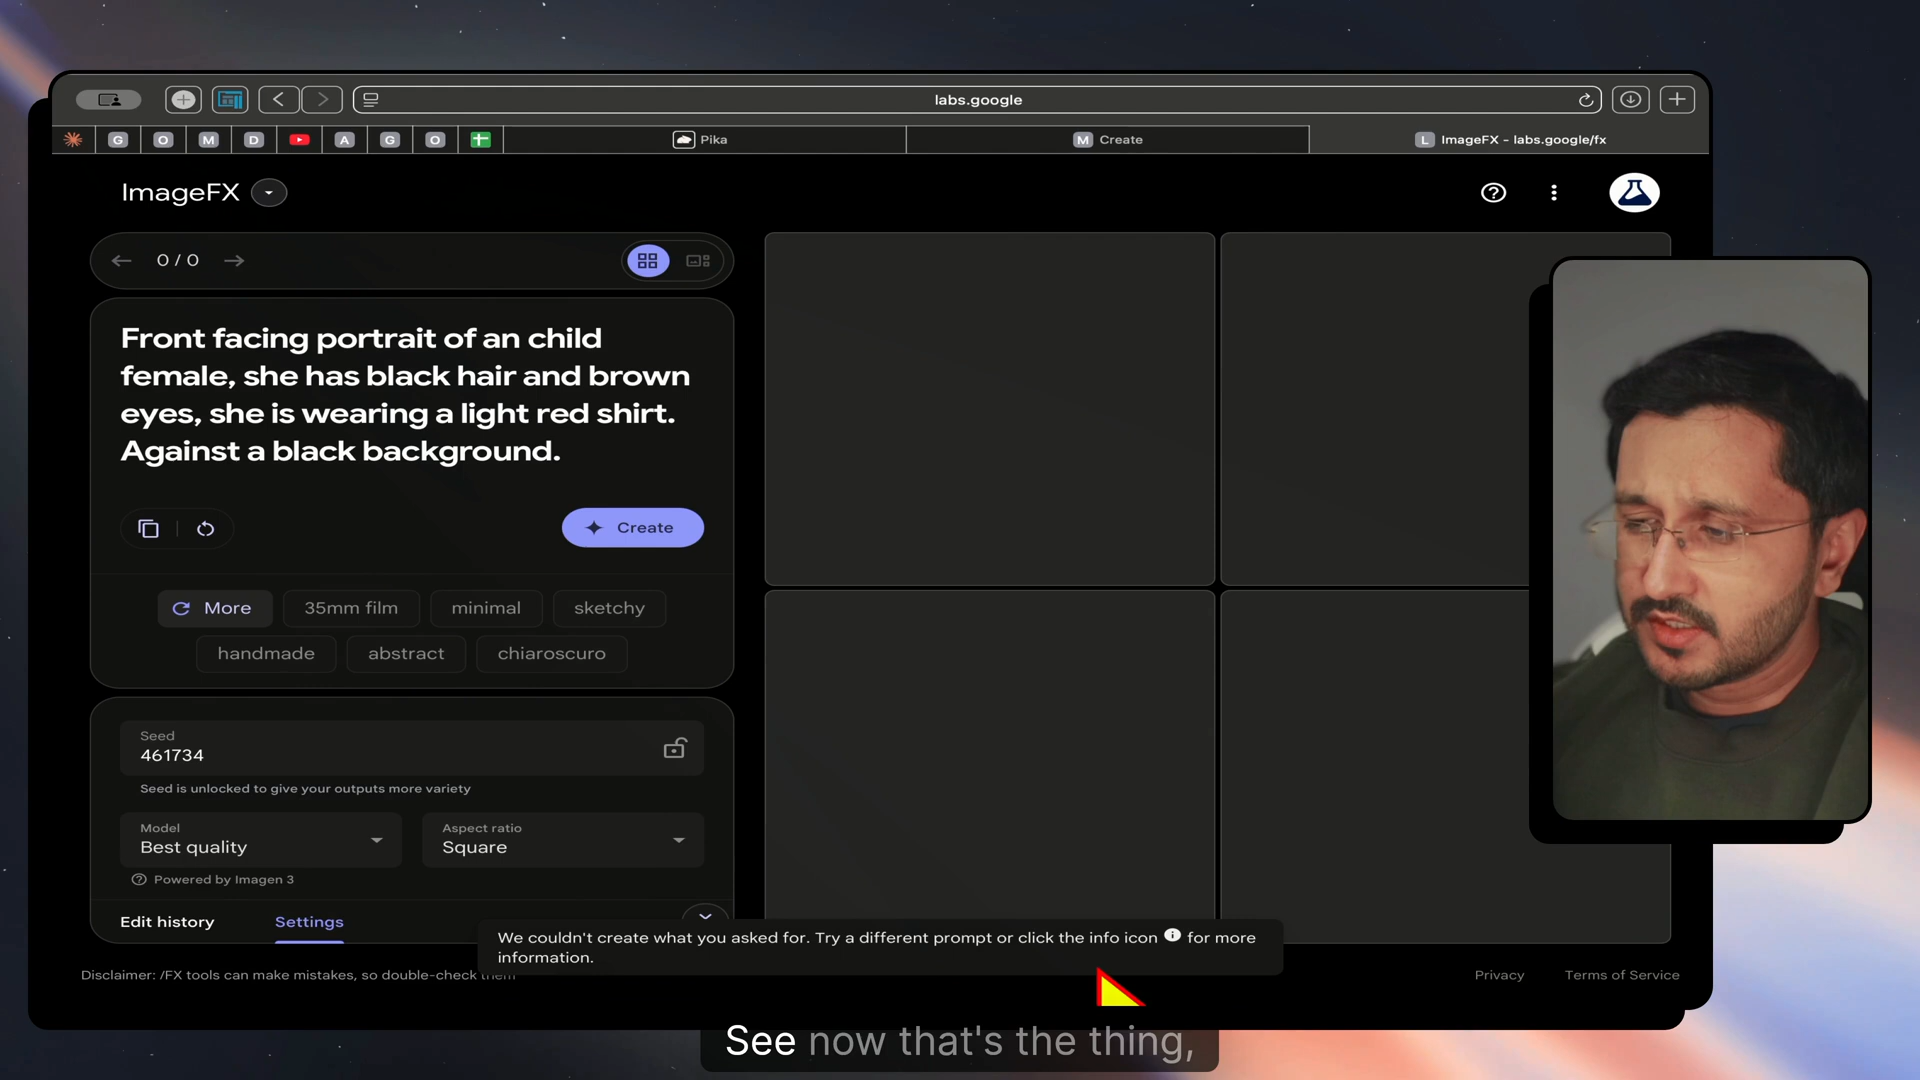 labs.google
G O M D A G O
Pika
M Create
L ImageFX - labs.google/fx
ImageFX
0 / 0
Front facing portrait of an child
female, she has black hair and brown
eyes, she is wearing a light red shirt.
Against a black background.
Create
More
35mm film
minimal
sketchy
handmade
abstract
chiaroscuro
Seed
461734
Seed is unlocked to give your outputs more variety
Model
Best quality
Aspect ratio
Square
Powered by Imagen 3
Edit history
Settings
We couldn't create what you asked for. Try a different prompt or click the info icon for more
information.
Disclaimer: /FX tools can make mistakes, so double-check them
Privacy
Terms of Service
See now that's the thing,